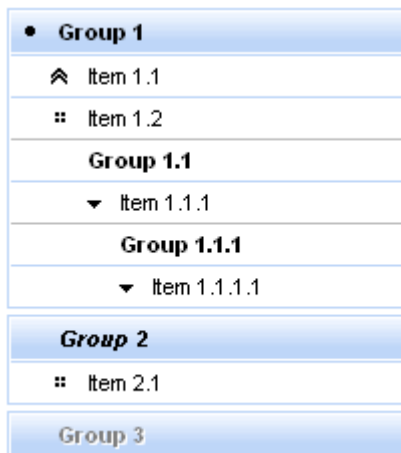 Group 1
Item 1.1
Item 1.2
Group 1.1
Item 1.1.1
Group 1.1.1
Item 1.1.1.1
Group 2
Item 2.1
Group 3